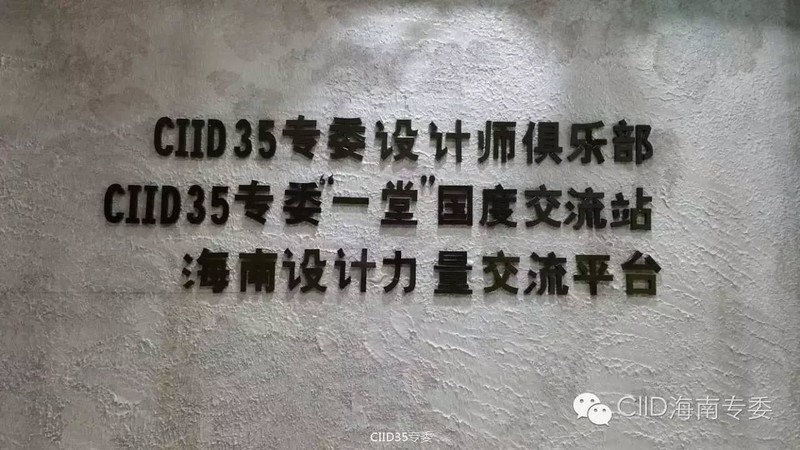 CIID35专委设计师俱乐部
CIID35专委“一堂”国度交流站
海南设计力量交流平台
CIID海南专委
CIID35专委